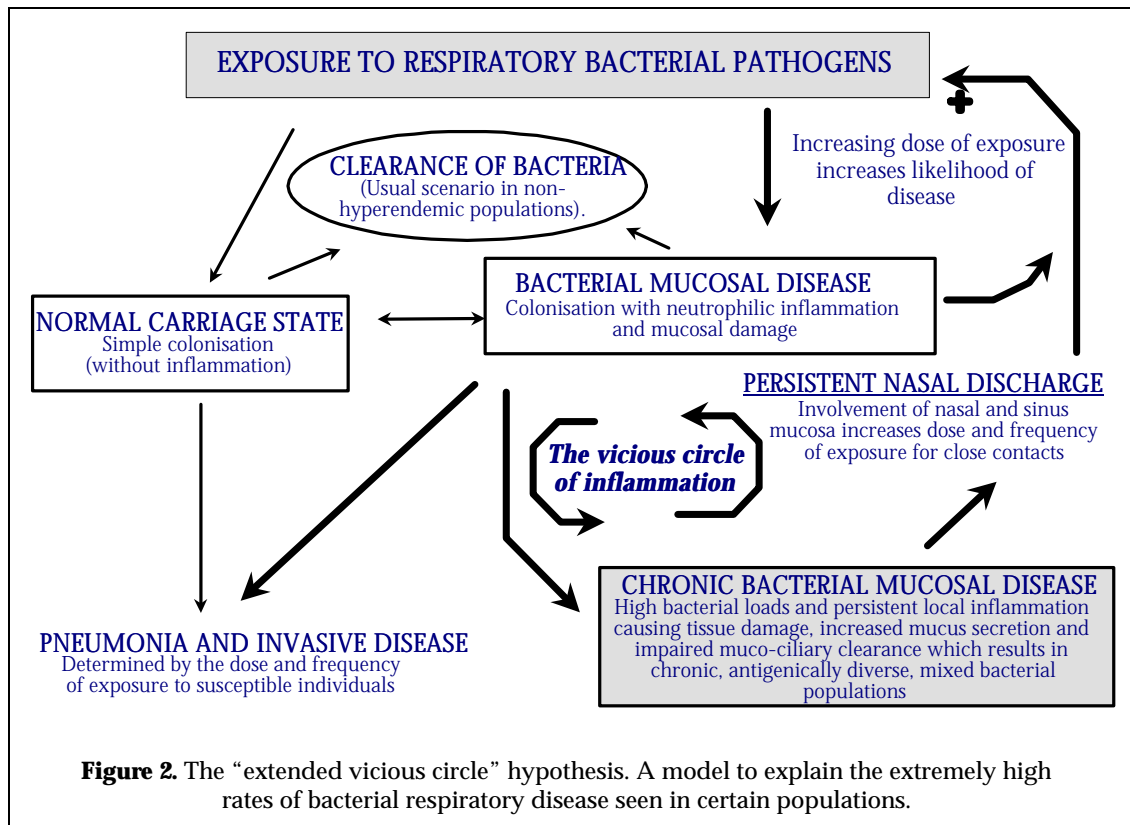 EXPOSURE TO RESPIRATORY BACTERIAL PATHOGENS
Increasing dose of exposure
increases likelihood of
disease
CLEARANCE OF BACTERIA
(Usual scenario in non-
hyperendemic populations).
BACTERIAL MUCOSAL DISEASE
Colonisation with neutrophilic inflammation
and mucosal damage
NORMAL CARRIAGE STATE
Simple colonisation
(without inflammation)
PERSISTENT NASAL DISCHARGE
Involvement of nasal and sinus
mucosa increases dose and frequency
of exposure for close contacts
The vicious circle
of inflammation
CHRONIC BACTERIAL MUCOSAL DISEASE
High bacterial loads and persistent local inflammation
causing tissue damage, increased mucus secretion and
impaired muco-ciliary clearance which results in
chronic, antigenically diverse, mixed bacterial
populations
PNEUMONIA AND INVASIVE DISEASE
Determined by the dose and frequency
of exposure to susceptible individuals
Figure 2. The “extended vicious circle” hypothesis. A model to explain the extremely high
rates of bacterial respiratory disease seen in certain populations.